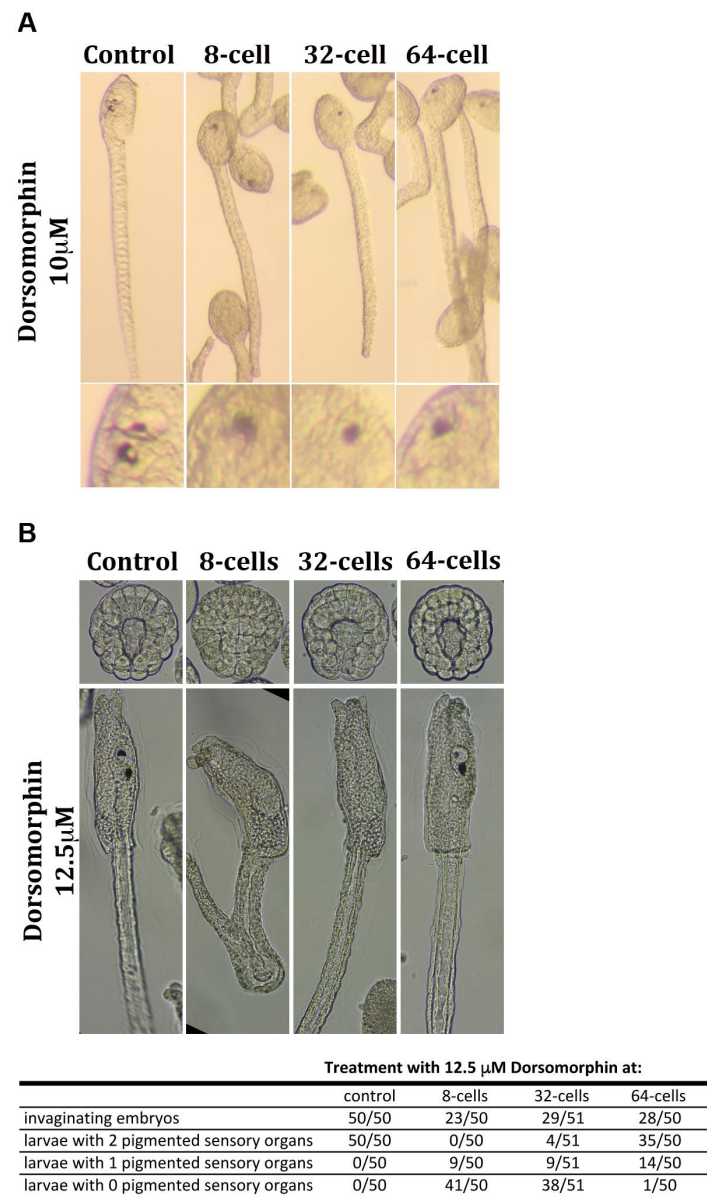 A
Control 8-cell 32-cell 64-cell
Dorsomorphin
10μM
B
Control 8-cells 32-cells 64-cells
Dorsomorphin
12.5μM
Treatment with 12.5 μM Dorsomorphin at:
control 8-cells 32-cells 64-cells
invaginating embryos 50/50 23/50 29/51 28/50
larvae with 2 pigmented sensory organs 50/50 0/50 4/51 35/50
larvae with 1 pigmented sensory organs 0/50 9/50 9/51 14/50
larvae with 0 pigmented sensory organs 0/50 41/50 38/51 1/50